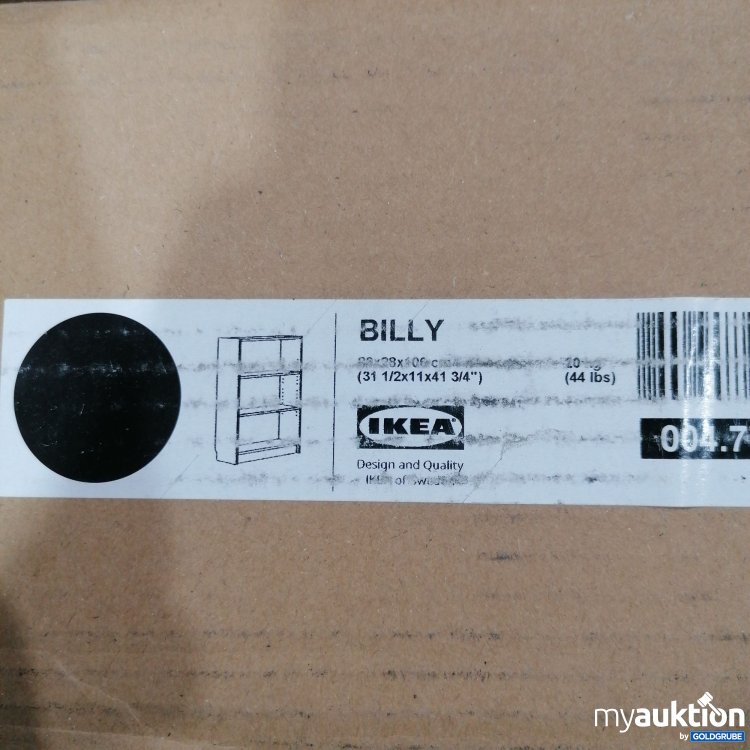 BILLY
(31 1/2x11x41 3/4") (44 lbs)
IKEA
Design and Quality
004.7
myauktion
by GOLDGRUBE